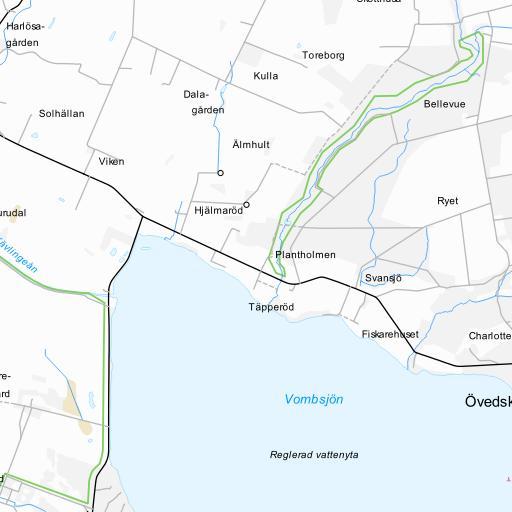 Harlösa-
gården
Toreborg
Kulla
Dala-
gården
Bellevue
Solhällan
Älmhult
Viken
Ryet
Hjälmaröd
Plantholmen
Svansjö
Täpperöd
Fiskarehuset
Charlotte
Vombsjön
Övedsk
Reglerad vattenyta